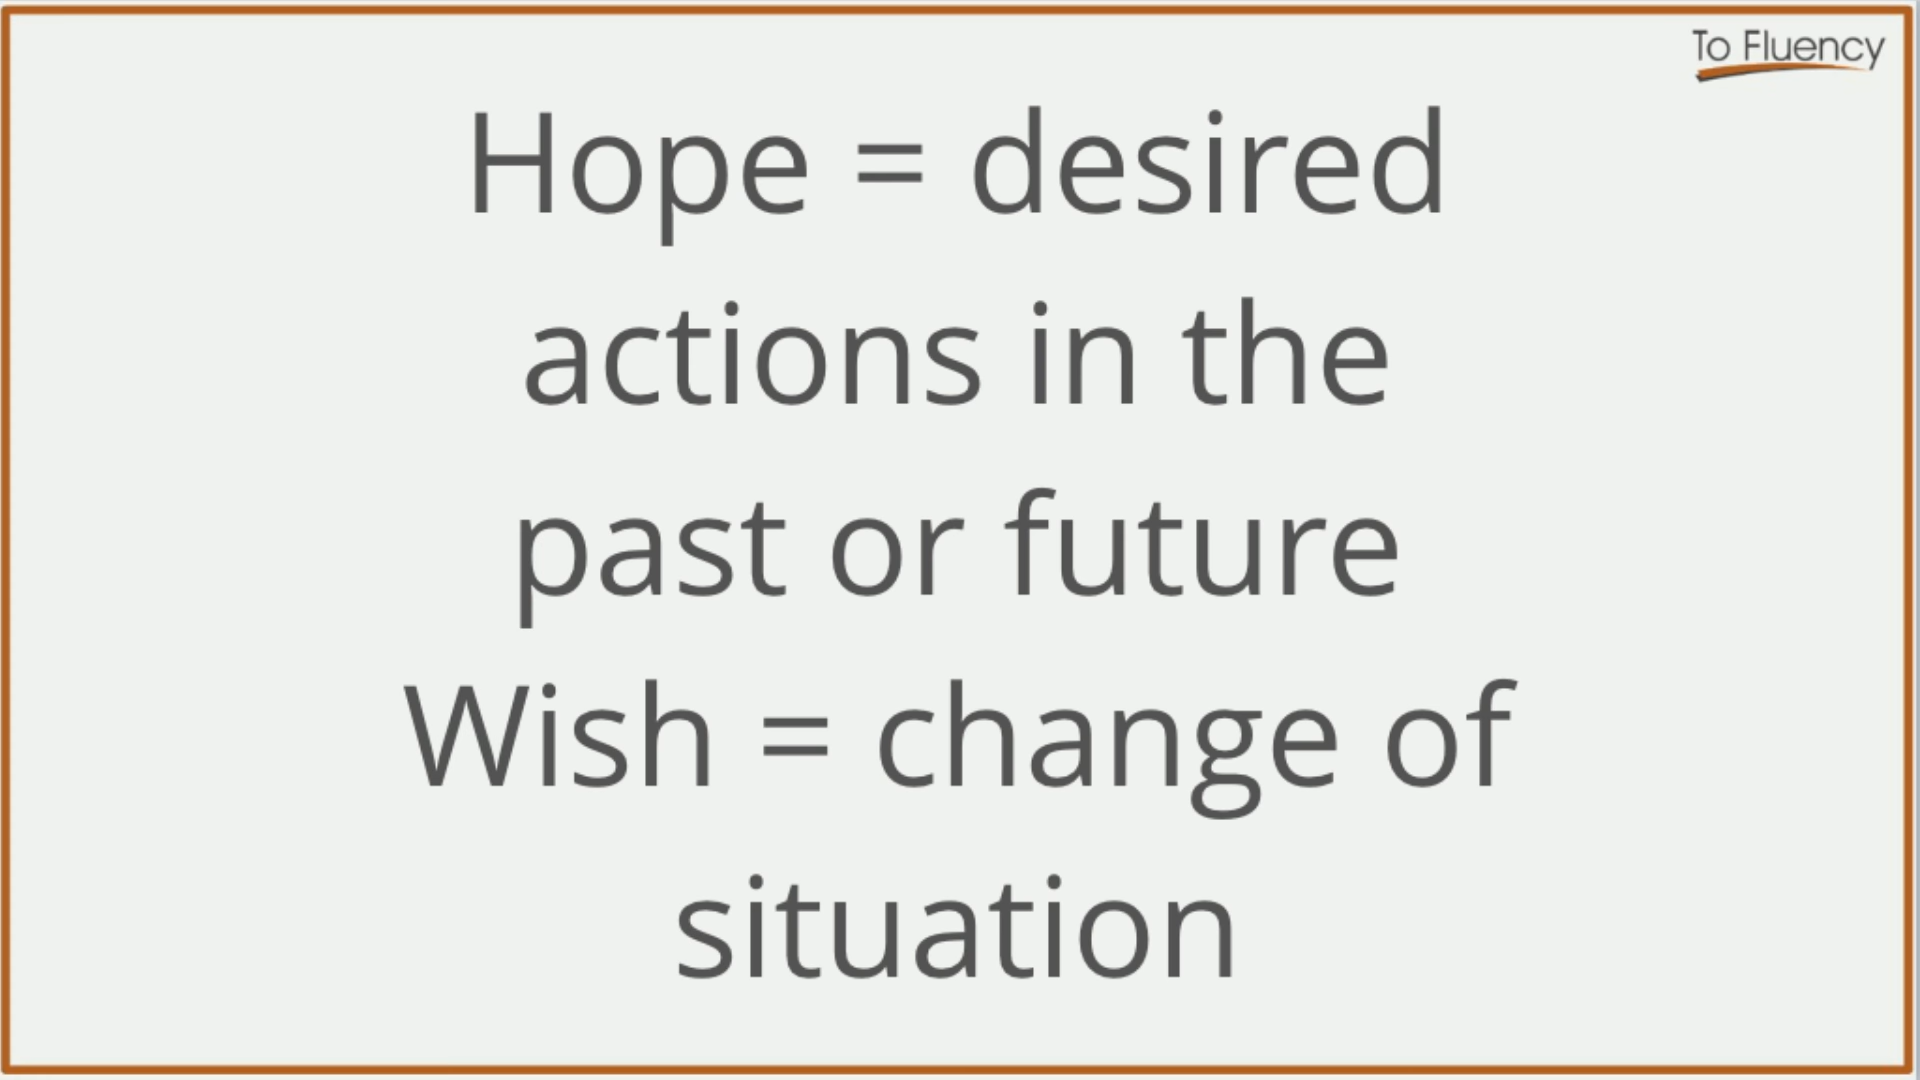 To Fluency
Hope = desired
actions in the
past or future
Wish = change of
situation